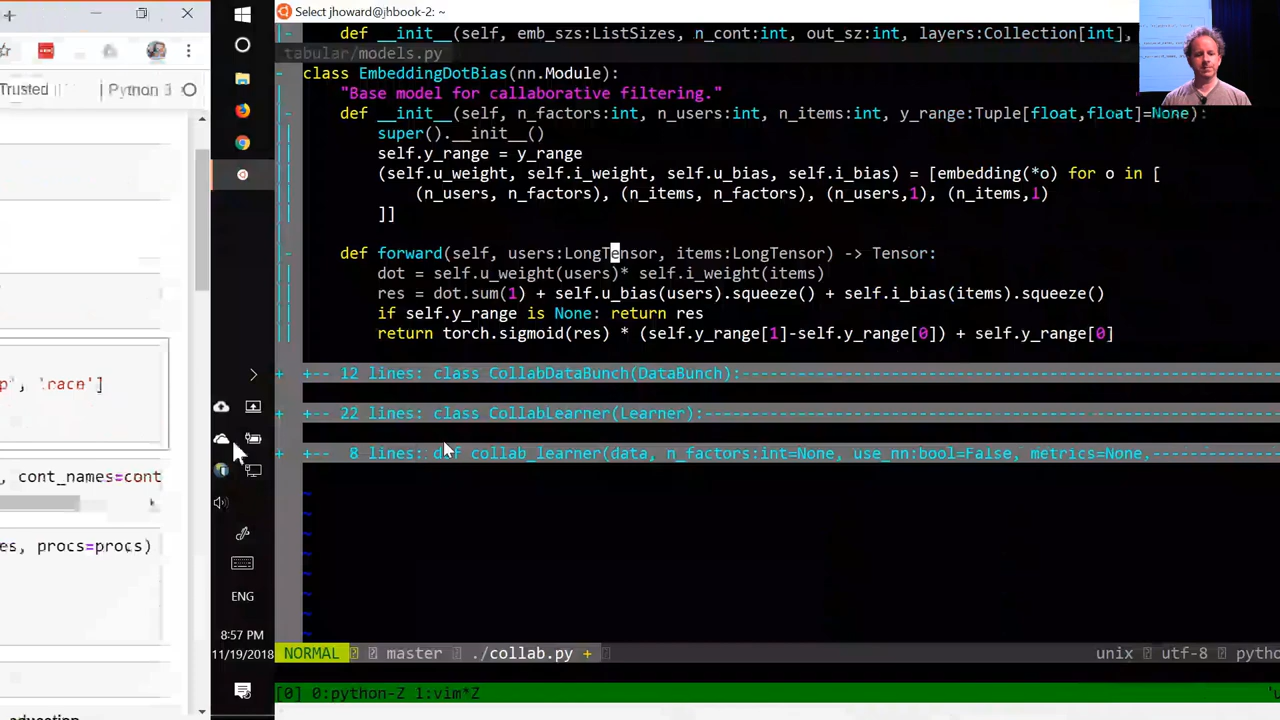 Select jhoward@jhbook-2: ~
def __init__(self, emb_szs:ListSizes, n_cont:int, out_sz:int, layers:Collection[int],
tabular/models.py
class EmbeddingDotBias(nn.Module):
"Base model for callaborative filtering."
def __init__(self, n_factors:int, n_users:int, n_items:int, y_range:Tuple[float,float]=None):
super().__init__()
self.y_range = y_range
(self.u_weight, self.i_weight, self.u_bias, self.i_bias) = [embedding(*o) for o in [
(n_users, n_factors), (n_items, n_factors), (n_users,1), (n_items,1)
]]
def forward(self, users:LongTensor, items:LongTensor) -> Tensor:
dot = self.u_weight(users)* self.i_weight(items)
res = dot.sum(1) + self.u_bias(users).squeeze() + self.i_bias(items).squeeze()
if self.y_range is None: return res
return torch.sigmoid(res) * (self.y_range[1]-self.y_range[0]) + self.y_range[0]
+ +-- 12 lines: class CollabDataBunch(DataBunch):
+ +-- 22 lines: class CollabLearner(Learner):
+ +-- 8 lines: def collab_learner(data, n_factors:int=None, use_nn:bool=False, metrics=None,
~
~
~
~
~
~
~
~
NORMAL master ./collab.py + unix utf-8 pytho
[0] 0:python-Z 1:vim*Z
Trusted Python 3
'race']
, cont_names=cont
es, procs=procs)
education
ENG
8:57 PM
11/19/2018